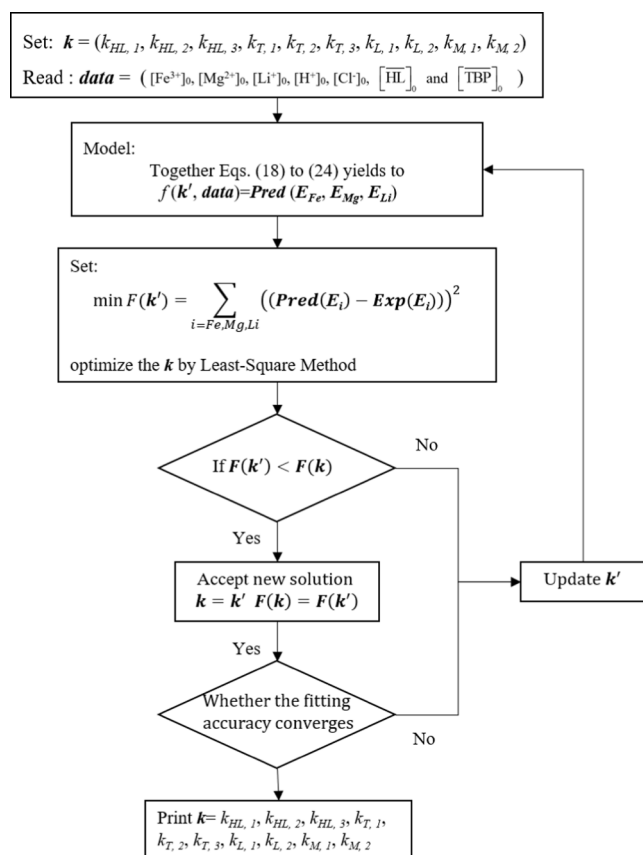 Set: k = (k_HL, 1, k_HL, 2, k_HL, 3, k_T, 1, k_T, 2, k_T, 3, k_L, 1, k_L, 2, k_M, 1, k_M, 2)
Read : data = ( [Fe³⁺]₀, [Mg²⁺]₀, [Li⁺]₀, [H⁺]₀, [Cl⁻]₀, [H̅L̅]₀ and [T̅B̅P̅]₀ )
Model:
Together Eqs. (18) to (24) yields to
f(k′, data)=Pred (E_Fe, E_Mg, E_Li)
Set:
min F(k′) = ∑_{i=Fe,Mg,Li} ((Pred(E_i) − Exp(E_i)))²
optimize the k by Least-Square Method
If F(k′) < F(k)
No
Yes
Accept new solution
k = k′ F(k) = F(k′)
Update k′
Yes
Whether the fitting
accuracy converges
No
Print k= k_HL, 1, k_HL, 2, k_HL, 3, k_T, 1,
k_T, 2, k_T, 3, k_L, 1, k_L, 2, k_M, 1, k_M, 2